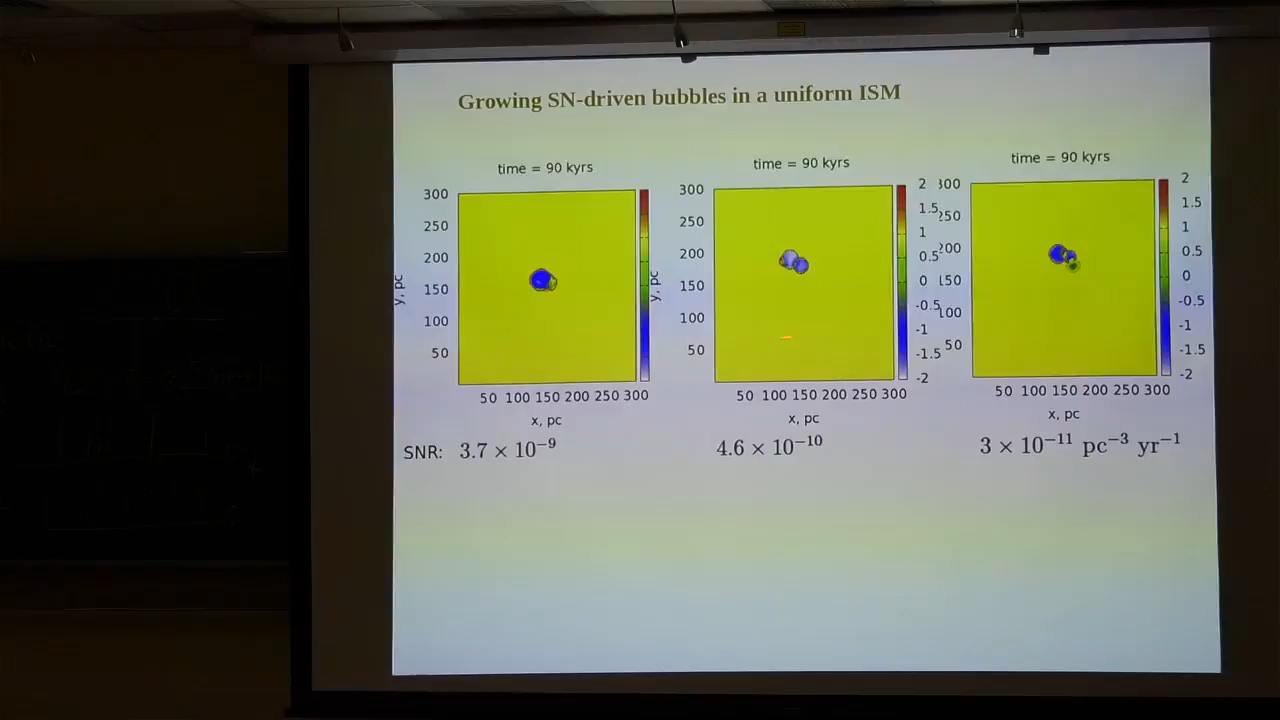 Growing SN-driven bubbles in a uniform ISM
time = 90 kyrs
time = 90 kyrs
time = 90 kyrs
300
250
200
150
100
50
y, pc
50 100 150 200 250 300
x, pc
300
250
200
150
100
50
y, pc
50 100 150 200 250 300
x, pc
2
1.5
1
0.5
0
-0.5
-1
-1.5
-2
300
250
200
150
100
50
50 100 150 200 250 300
x, pc
2
1.5
1
0.5
0
-0.5
-1
-1.5
-2
SNR: 3.7 × 10⁻⁹ 4.6 × 10⁻¹⁰ 3 × 10⁻¹¹ pc⁻³ yr⁻¹